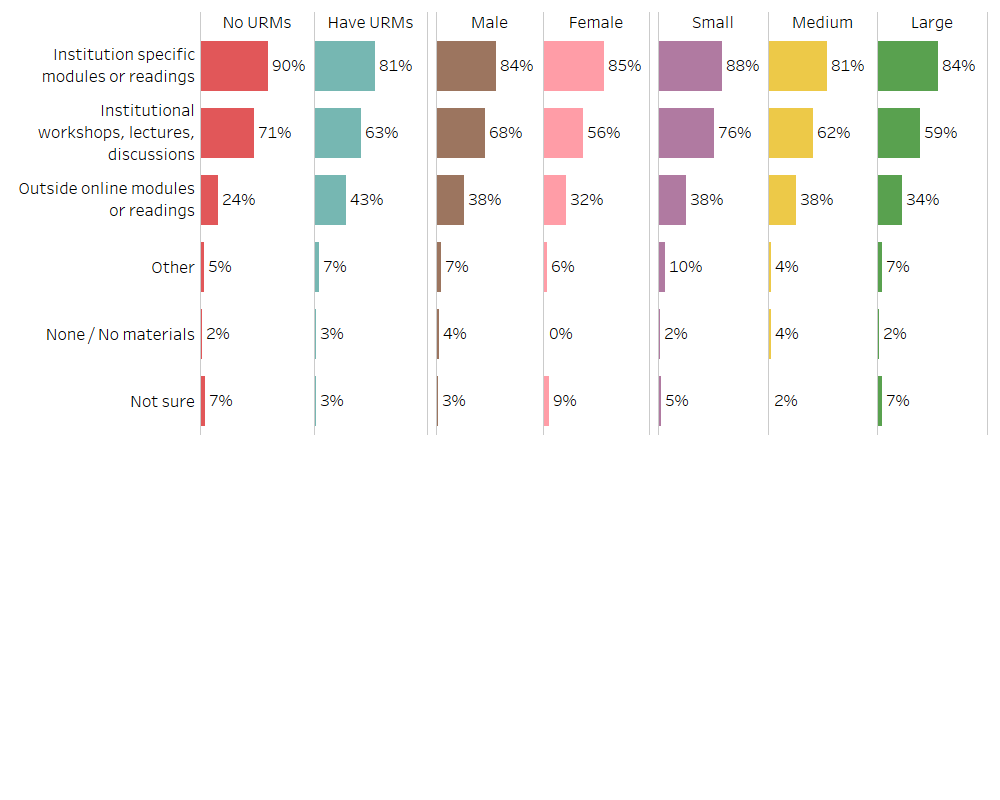 No URMs Have URMs Male Female Small Medium Large
Institution specific
modules or readings
90% 81% 84% 85% 88% 81% 84%
Institutional
workshops, lectures,
discussions
71% 63% 68% 56% 76% 62% 59%
Outside online modules
or readings
24% 43% 38% 32% 38% 38% 34%
Other 5% 7% 7% 6% 10% 4% 7%
None / No materials 2% 3% 4% 0% 2% 4% 2%
Not sure 7% 3% 3% 9% 5% 2% 7%